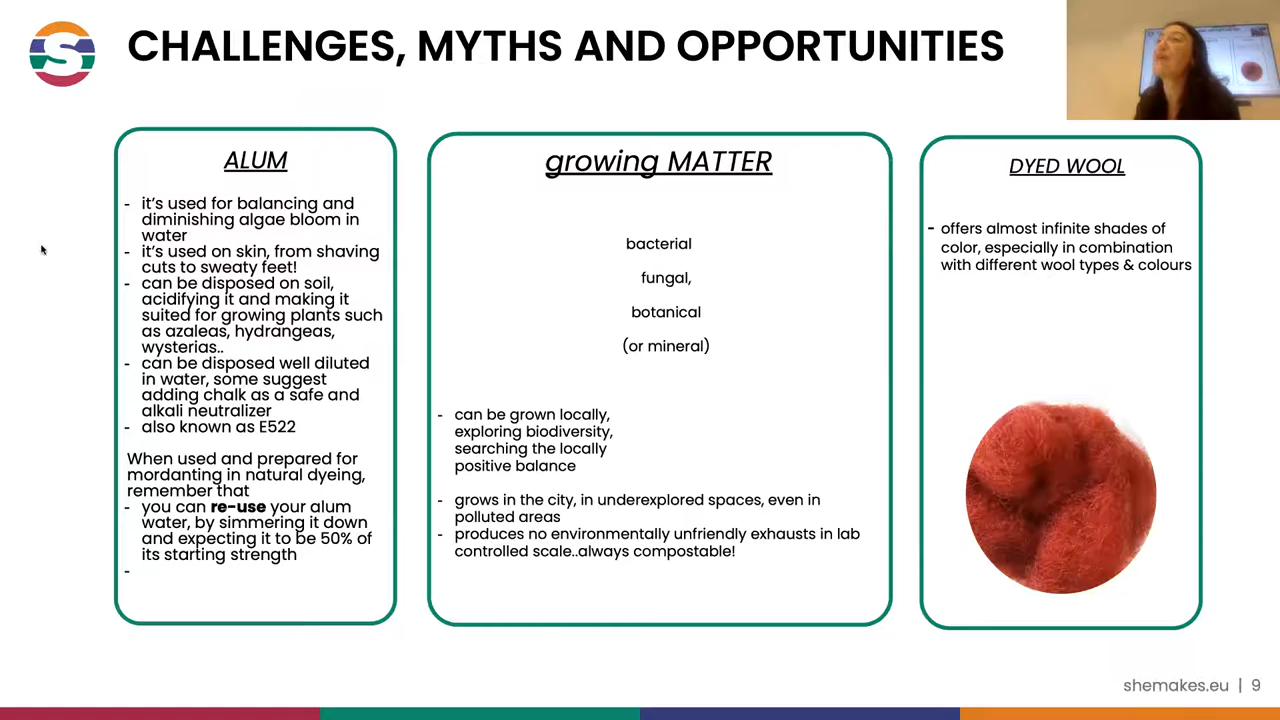 S
CHALLENGES, MYTHS AND OPPORTUNITIES
ALUM
- it's used for balancing and
diminishing algae bloom in
water
- it's used on skin, from shaving
cuts to sweaty feet!
- can be disposed on soil,
acidifying it and making it
suited for growing plants such
as azaleas, hydrangeas,
wysterias..
- can be disposed well diluted
in water, some suggest
adding chalk as a safe and
alkali neutralizer
- also known as E522
When used and prepared for
mordanting in natural dyeing,
remember that
- you can re-use your alum
water, by simmering it down
and expecting it to be 50% of
its starting strength
-
growing MATTER
bacterial
fungal,
botanical
(or mineral)
- can be grown locally,
exploring biodiversity,
searching the locally
positive balance
- grows in the city, in underexplored spaces, even in
polluted areas
- produces no environmentally unfriendly exhausts in lab
controlled scale..always compostable!
DYED WOOL
- offers almost infinite shades of
color, especially in combination
with different wool types & colours
shemakes.eu | 9